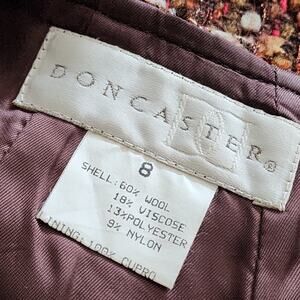 DONCASTER®
8
SHELL: 60% WOOL
18% VISCOSE
13% POLYESTER
9% NYLON
LINING: 100% CUPRO